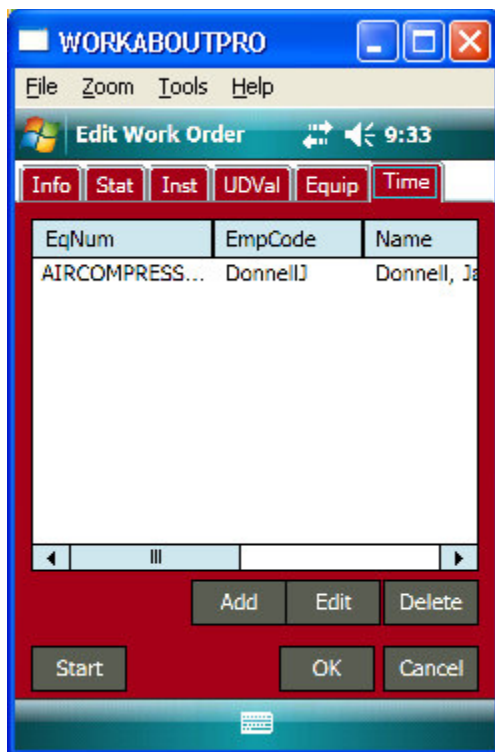 WORKABOUTPRO
File Zoom Tools Help
Edit Work Order 9:33
Info Stat Inst UDVal Equip Time
EqNum EmpCode Name
AIRCOMPRESS... DonnellJ Donnell, Ja
Add Edit Delete
Start OK Cancel